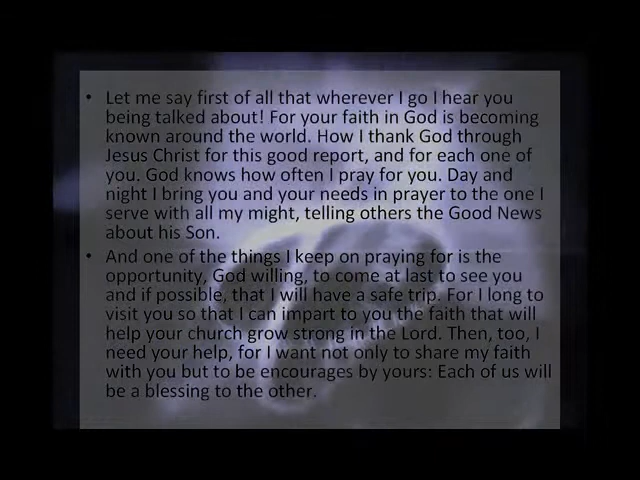 • Let me say first of all that wherever I go I hear you
being talked about! For your faith in God is becoming
known around the world. How I thank God through
Jesus Christ for this good report, and for each one of
you. God knows how often I pray for you. Day and
night I bring you and your needs in prayer to the one I
serve with all my might, telling others the Good News
about his Son.
• And one of the things I keep on praying for is the
opportunity, God willing, to come at last to see you
and if possible, that I will have a safe trip. For I long to
visit you so that I can impart to you the faith that will
help your church grow strong in the Lord. Then, too, I
need your help, for I want not only to share my faith
with you but to be encourages by yours: Each of us will
be a blessing to the other.